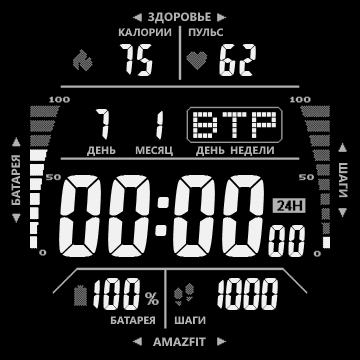 ◄ ЗДОРОВЬЕ ►
КАЛОРИИ ПУЛЬС
75 62
100 100
7 1 ВТР
ДЕНЬ МЕСЯЦ ДЕНЬ НЕДЕЛИ
◄ БАТАРЕЯ ►
50 50
00:00 24H 00
◄ ШАГИ ►
0 0
100 % 1000
БАТАРЕЯ ШАГИ
◄ AMAZFIT ►